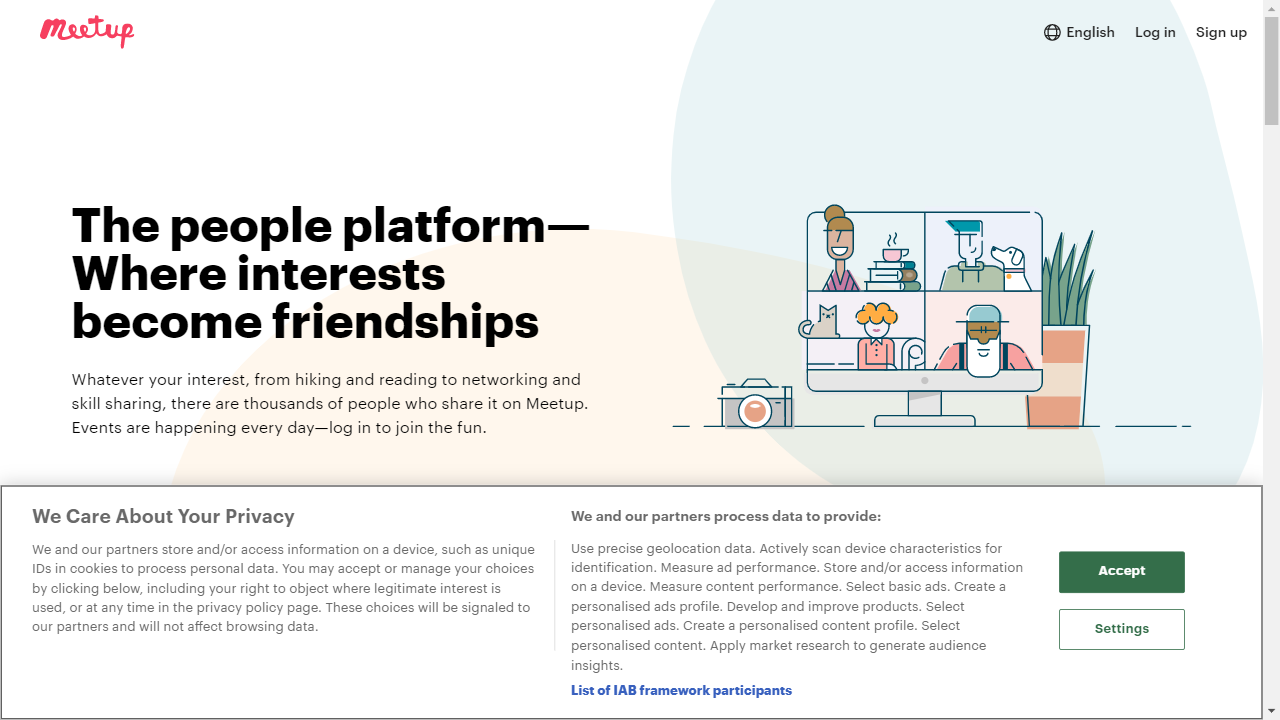 Meetup
English Log in Sign up
The people platform—
Where interests
become friendships
Whatever your interest, from hiking and reading to networking and
skill sharing, there are thousands of people who share it on Meetup.
Events are happening every day—log in to join the fun.
We Care About Your Privacy
We and our partners store and/or access information on a device, such as unique
IDs in cookies to process personal data. You may accept or manage your choices
by clicking below, including your right to object where legitimate interest is
used, or at any time in the privacy policy page. These choices will be signaled to
our partners and will not affect browsing data.
We and our partners process data to provide:
Use precise geolocation data. Actively scan device characteristics for
identification. Measure ad performance. Store and/or access information
on a device. Measure content performance. Select basic ads. Create a
personalised ads profile. Develop and improve products. Select
personalised ads. Create a personalised content profile. Select
personalised content. Apply market research to generate audience
insights.
List of IAB framework participants
Accept
Settings